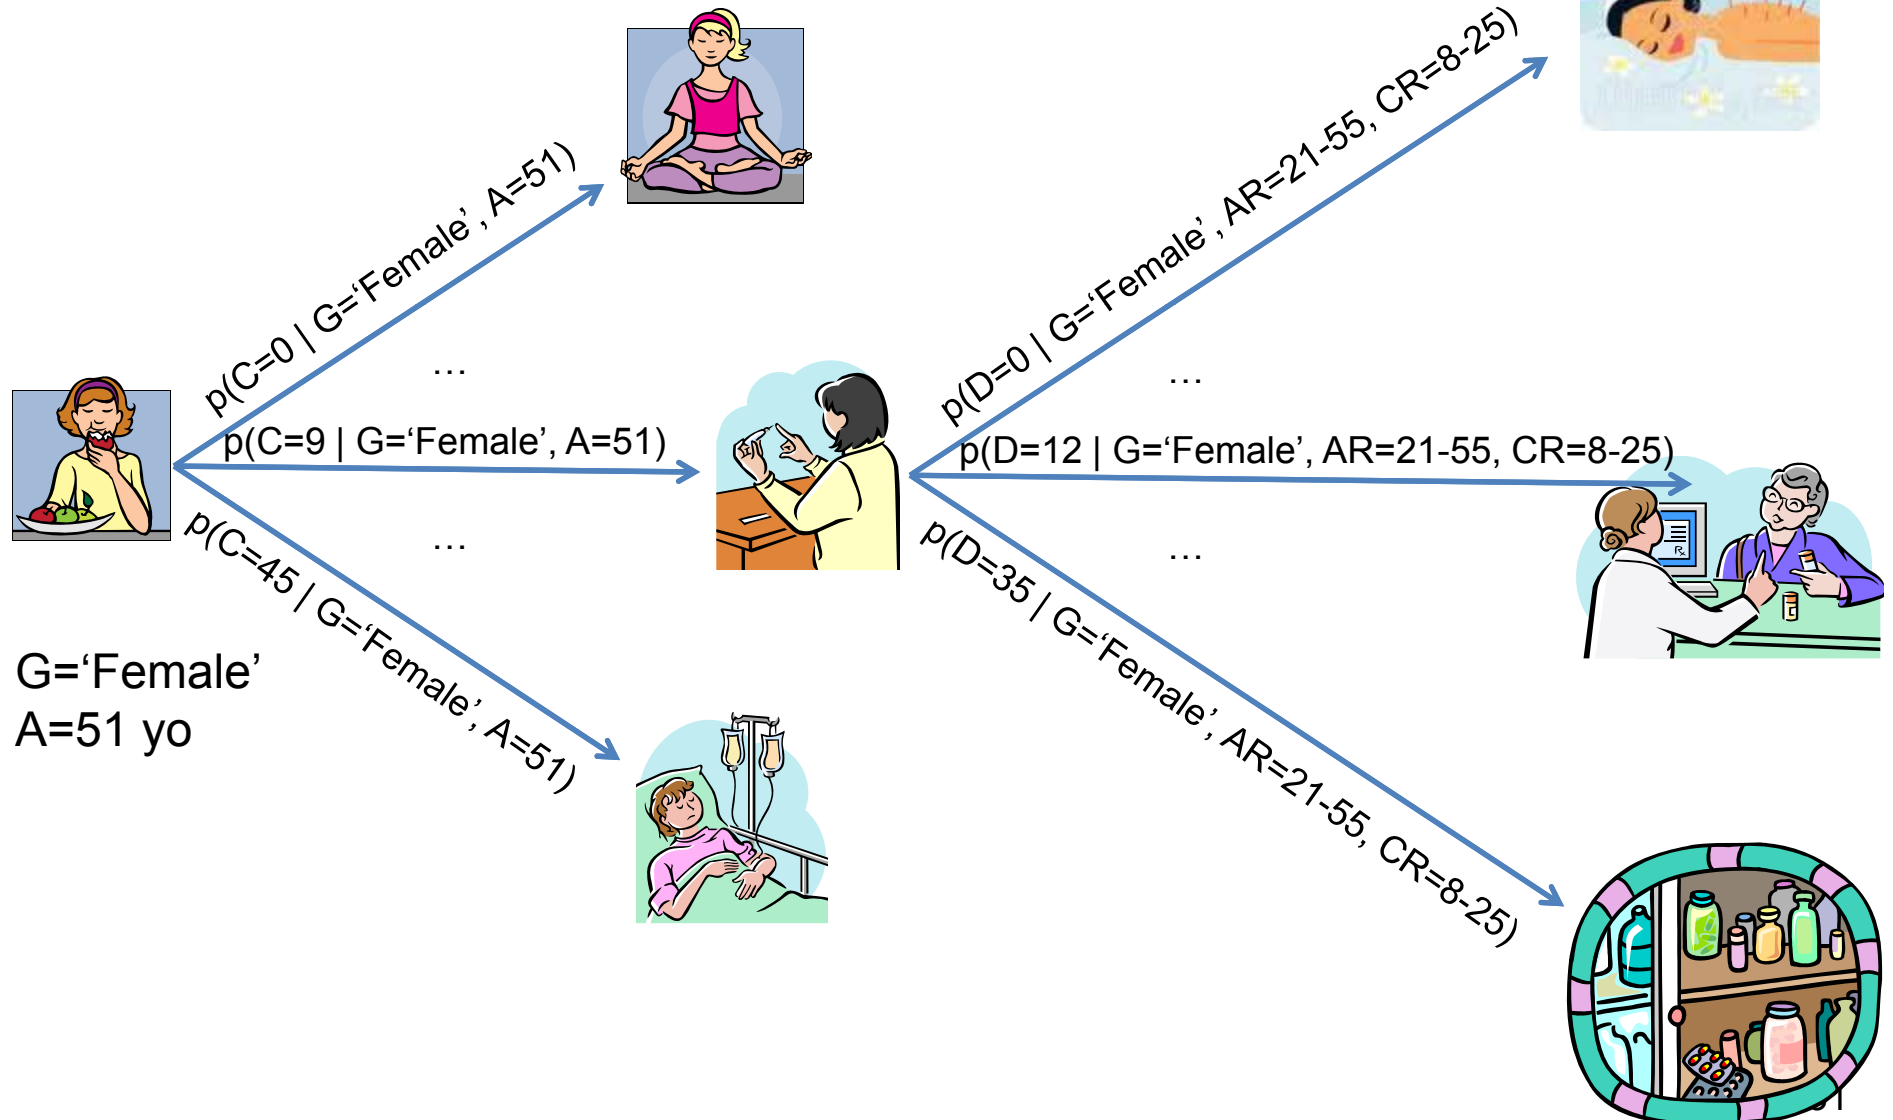 p(C=0 | G=‘Female’, A=51)
p(D=0 | G=‘Female’, AR=21-55, CR=8-25)
…
…
p(C=9 | G=‘Female’, A=51)
p(D=12 | G=‘Female’, AR=21-55, CR=8-25)
…
…
p(C=45 | G=‘Female’, A=51)
p(D=35 | G=‘Female’, AR=21-55, CR=8-25)
G=‘Female’
A=51 yo